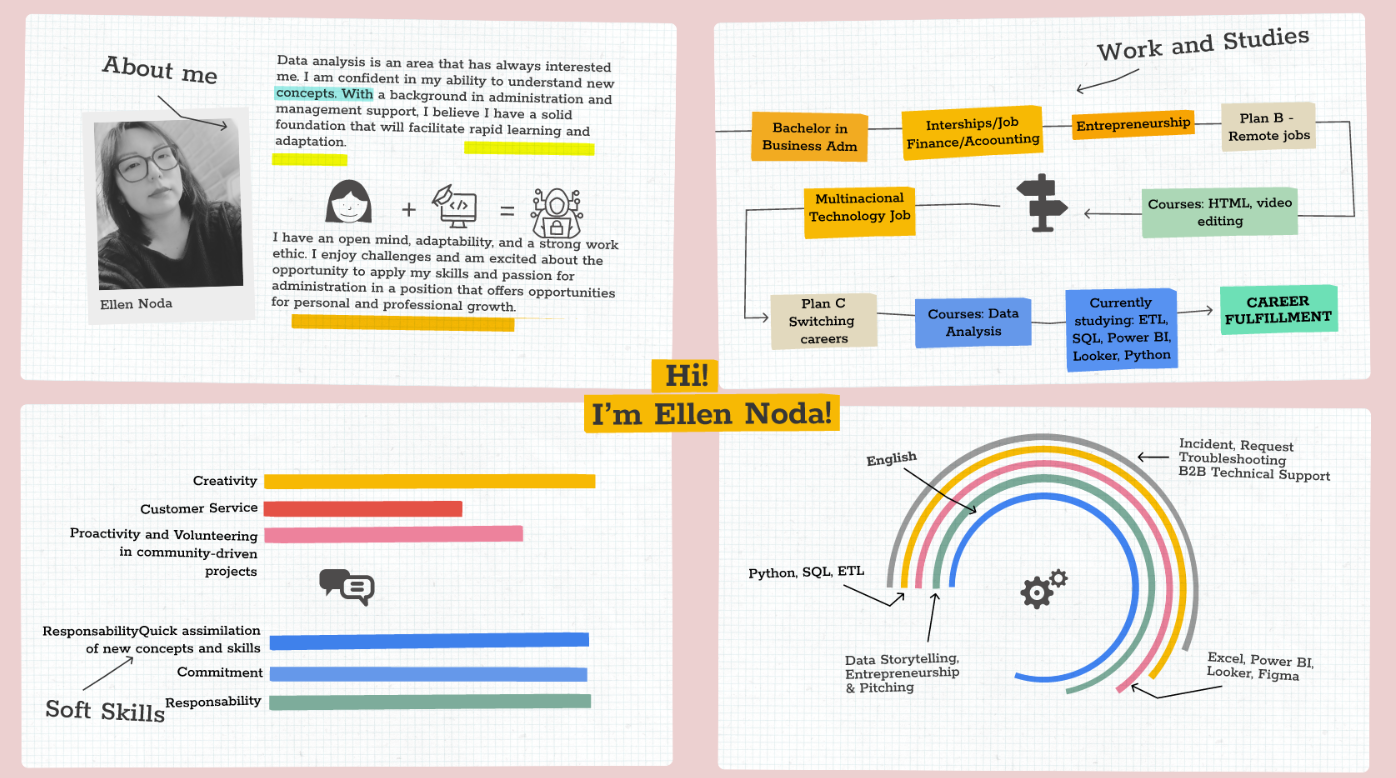 About me
Data analysis is an area that has always interested
me. I am confident in my ability to understand new
concepts. With a background in administration and
management support, I believe I have a solid
foundation that will facilitate rapid learning and
adaptation.
+
</>
=
I have an open mind, adaptability, and a strong work
ethic. I enjoy challenges and am excited about the
opportunity to apply my skills and passion for
administration in a position that offers opportunities
for personal and professional growth.
Ellen Noda
Work and Studies
Bachelor in
Business Adm
Interships/Job
Finance/Acounting
Entrepreneurship
Plan B -
Remote jobs
Courses: HTML, video
editing
Multinacional
Technology Job
Plan C
Switching
careers
Courses: Data
Analysis
Currently
studying: ETL,
SQL, Power BI,
Looker, Python
CAREER
FULFILLMENT
Hi!
I'm Ellen Noda!
Creativity
Customer Service
Proactivity and Volunteering
in community-driven
projects
ResponsabilityQuick assimilation
of new concepts and skills
Commitment
Responsability
Soft Skills
English
Incident, Request
Troubleshooting
B2B Technical Support
Python, SQL, ETL
Data Storytelling,
Entrepreneurship
& Pitching
Excel, Power BI,
Looker, Figma